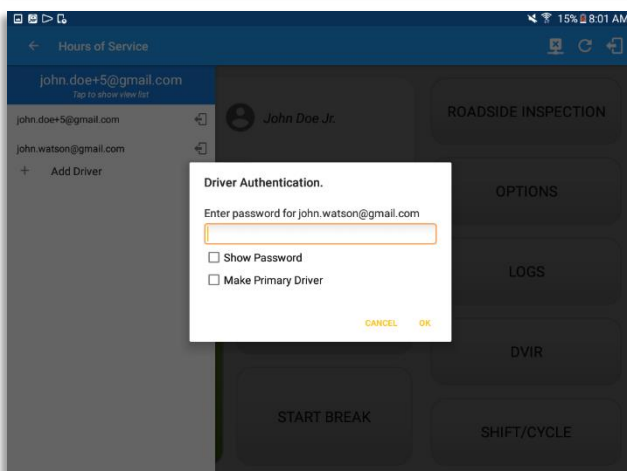 15% 8:01 AM
Hours of Service
john.doe+5@gmail.com
Tap to show view list
john.doe+5@gmail.com
john.watson@gmail.com
+ Add Driver
John Doe Jr.
ROADSIDE INSPECTION
OPTIONS
LOGS
DVIR
SHIFT/CYCLE
START BREAK
Driver Authentication.
Enter password for john.watson@gmail.com
Show Password
Make Primary Driver
CANCEL OK